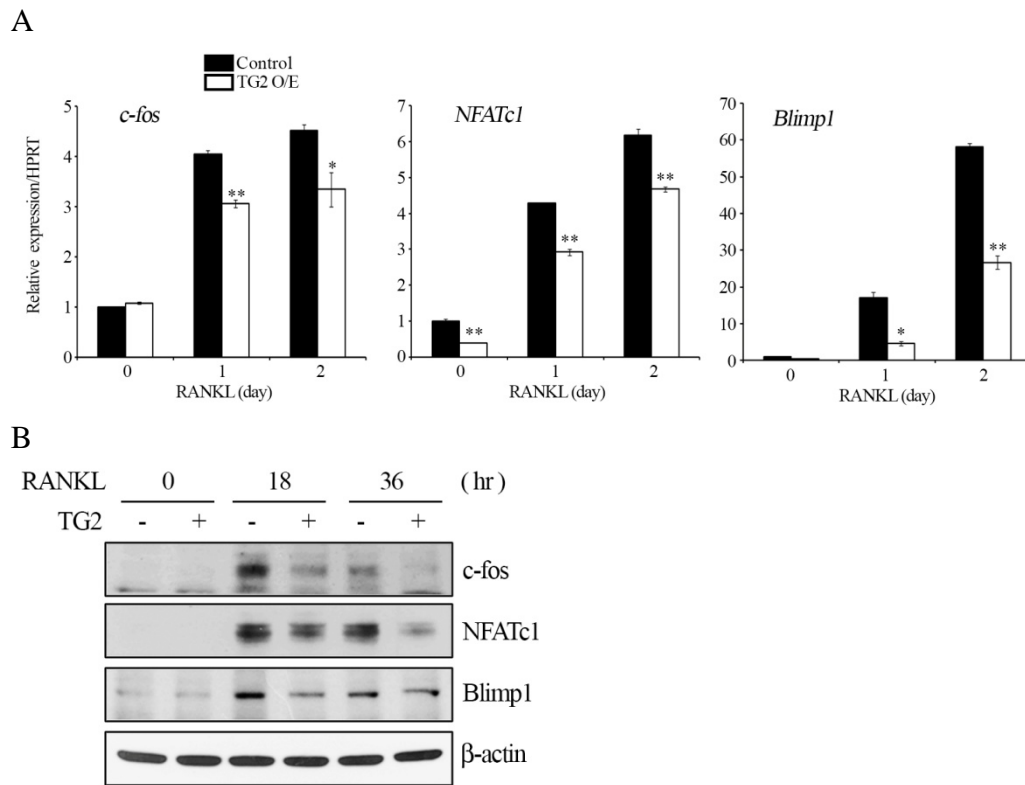 A
Control
TG2 O/E
c-fos
NFATc1
Blimp1
Relative expression/HPRT
5
4
3
2
1
0
**
*
0 1 2
RANKL (day)
7
6
5
4
3
2
1
0
**
**
**
0 1 2
RANKL (day)
70
60
50
40
30
20
10
0
*
**
0 1 2
RANKL (day)
B
RANKL 0 18 36 ( hr )
TG2 - + - + - +
c-fos
NFATc1
Blimp1
β-actin